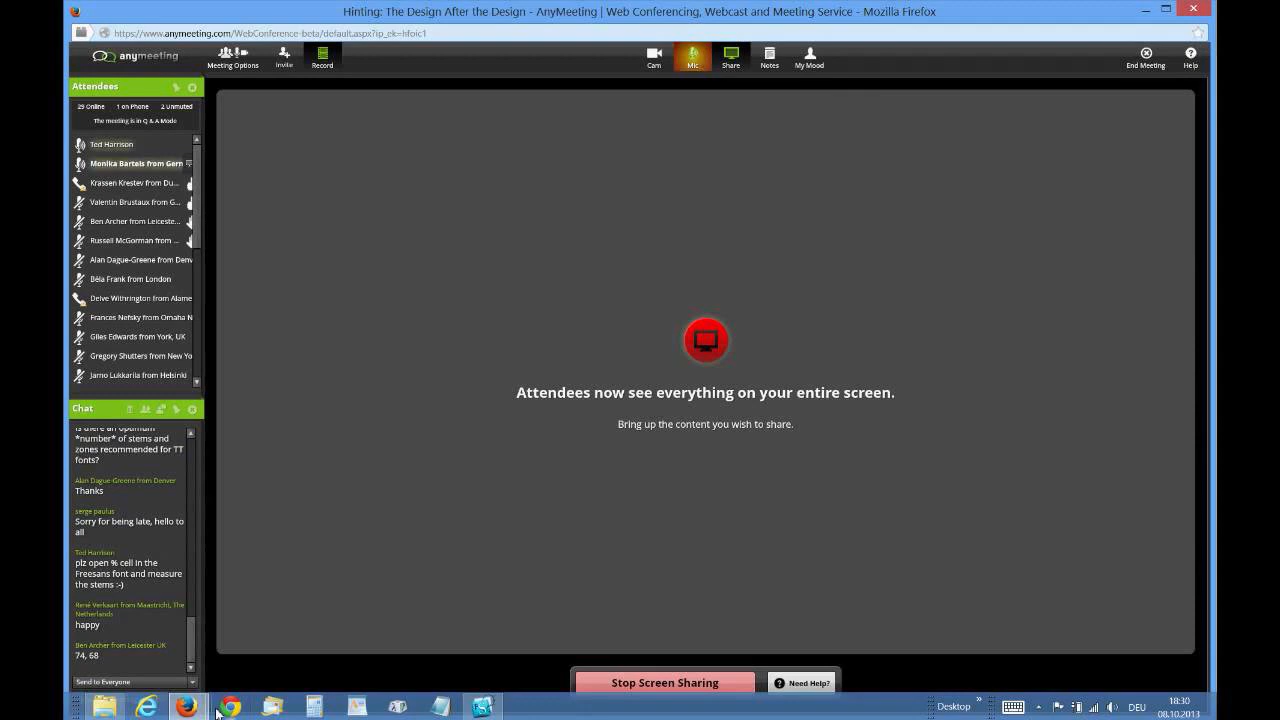 Hinting: The Design After the Design - AnyMeeting | Web Conferencing, Webcast and Meeting Service - Mozilla Firefox
https://www.anymeeting.com/WebConference-beta/default.aspx?ip_ek=hfoic1
anymeeting
Meeting Options
Invite
Record
Cam
Mic
Share
Notes
My Mood
End Meeting
Help
Attendees
29 Online 1 on Phone 2 Unmuted
The meeting is in Q & A Mode
Ted Harrison
Monika Bartels from Gern
Krassen Krestev from Du...
Valentin Brustaux from G...
Ben Archer from Leiceste...
Russell McGorman from ...
Alan Dague-Greene from Denv
Béla Frank from London
Delve Withrington from Alame
Frances Nefsky from Omaha N
Giles Edwards from York, UK
Gregory Shutters from New Yo
Jarno Lukkarila from Helsinki
Chat
is there an optimum
*number* of stems and
zones recommended for TT
fonts?
Alan Dague-Greene from Denver
Thanks
serge paulus
Sorry for being late, hello to
all
Ted Harrison
plz open % cell in the
Freesans font and measure
the stems :-)
René Verkaart from Maastricht, The
Netherlands
happy
Ben Archer from Leicester UK
74, 68
Send to Everyone
Attendees now see everything on your entire screen.
Bring up the content you wish to share.
Stop Screen Sharing
Need Help?
Desktop
»
DEU
18:30
08.10.2013